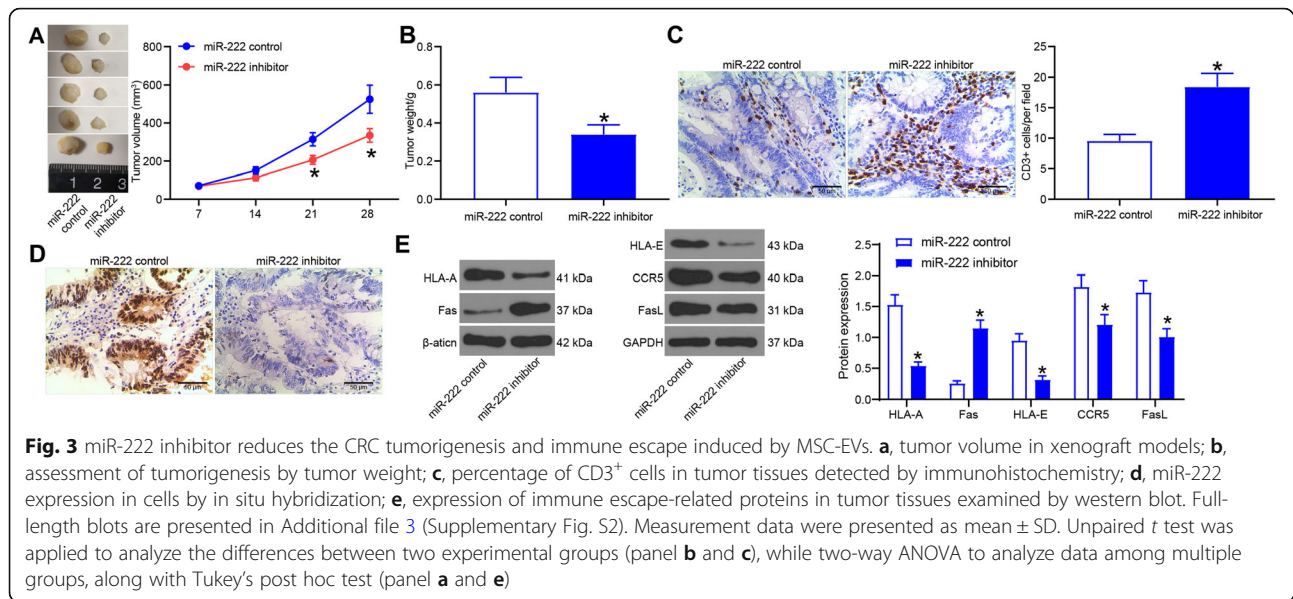 A
miR-222 control
miR-222 inhibitor
Tumor volume (mm³)
800
600
400
200
0
7 14 21 28
* *
1 2 3
miR-222 control
miR-222 inhibitor
B
Tumor weight/g
0.8
0.6
0.4
0.2
0.0
*
miR-222 control
miR-222 inhibitor
C
miR-222 control miR-222 inhibitor
50 μm
50 μm
CD3+ cells/per field
25
20
15
10
5
0
*
miR-222 control
miR-222 inhibitor
D
miR-222 control miR-222 inhibitor
50 μm
50 μm
E
HLA-A 41 kDa
Fas 37 kDa
β-aticn 42 kDa
miR-222 control
miR-222 inhibitor
HLA-E 43 kDa
CCR5 40 kDa
FasL 31 kDa
GAPDH 37 kDa
miR-222 control
miR-222 inhibitor
miR-222 control
miR-222 inhibitor
Protein expression
2.5
2.0
1.5
1.0
0.5
0.0
* * * * *
HLA-A Fas HLA-E CCR5 FasL
Fig. 3 miR-222 inhibitor reduces the CRC tumorigenesis and immune escape induced by MSC-EVs. a, tumor volume in xenograft models; b,
assessment of tumorigenesis by tumor weight; c, percentage of CD3⁺ cells in tumor tissues detected by immunohistochemistry; d, miR-222
expression in cells by in situ hybridization; e, expression of immune escape-related proteins in tumor tissues examined by western blot. Full-
length blots are presented in Additional file 3 (Supplementary Fig. S2). Measurement data were presented as mean ± SD. Unpaired t test was
applied to analyze the differences between two experimental groups (panel b and c), while two-way ANOVA to analyze data among multiple
groups, along with Tukey's post hoc test (panel a and e)